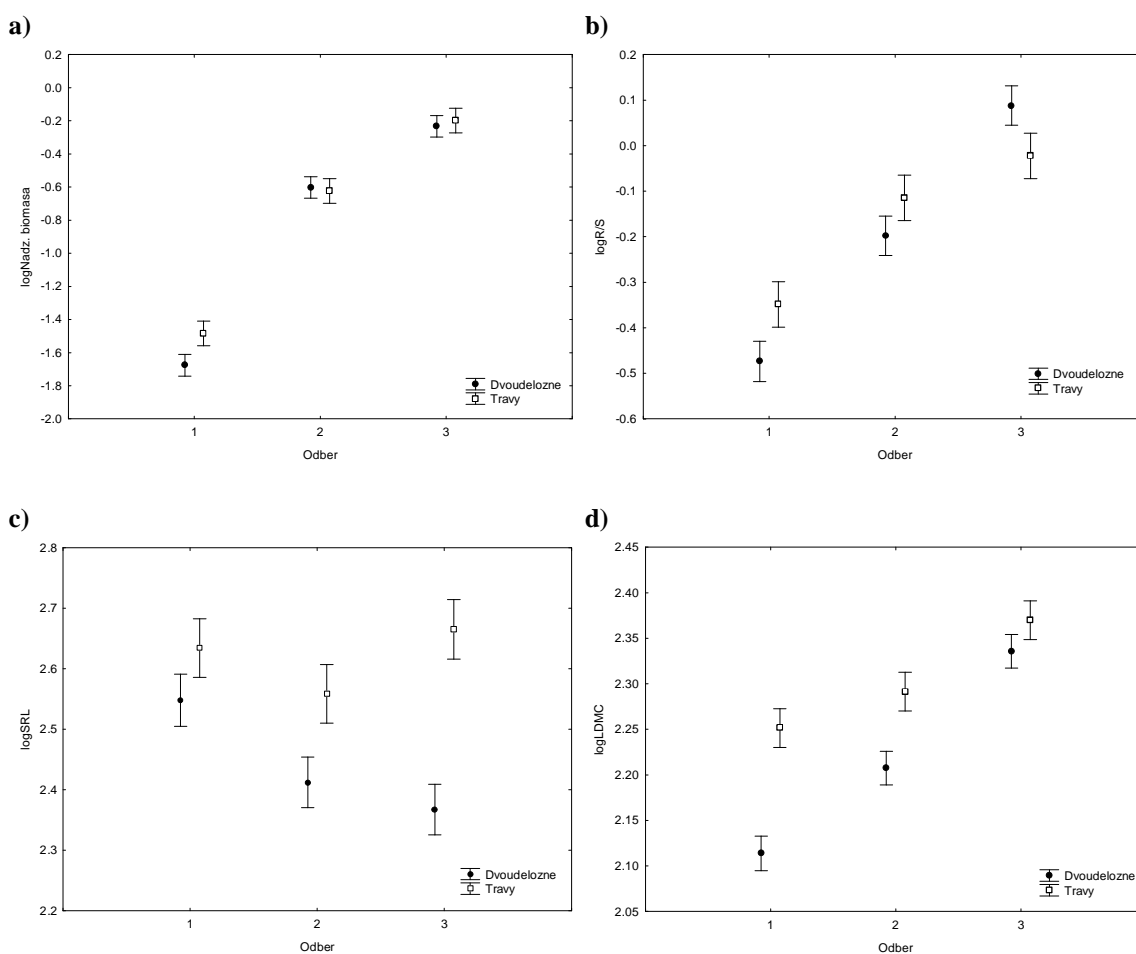 a)
0.2
0.0
-0.2
-0.4
-0.6
-0.8
-1.0
-1.2
-1.4
-1.6
-1.8
-2.0
logNadz. biomasa
1 2 3
Odber
Dvoudelozne
Travy
b)
0.2
0.1
0.0
-0.1
-0.2
-0.3
-0.4
-0.5
-0.6
logR/S
1 2 3
Odber
Dvoudelozne
Travy
c)
2.8
2.7
2.6
2.5
2.4
2.3
2.2
logSRL
1 2 3
Odber
Dvoudelozne
Travy
d)
2.45
2.40
2.35
2.30
2.25
2.20
2.15
2.10
2.05
logLDMC
1 2 3
Odber
Dvoudelozne
Travy